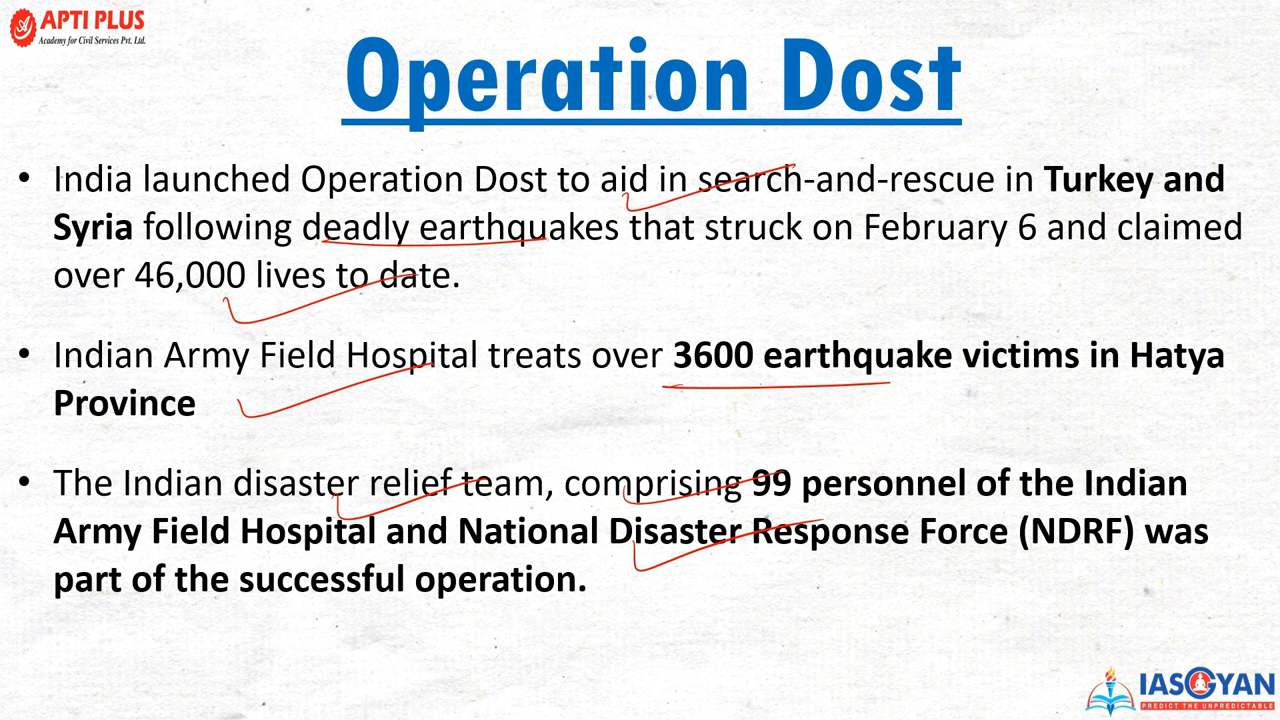 APTI PLUS
Academy for Civil Services Pvt. Ltd.
Operation Dost
• India launched Operation Dost to aid in search-and-rescue in Turkey and
Syria following deadly earthquakes that struck on February 6 and claimed
over 46,000 lives to date.
• Indian Army Field Hospital treats over 3600 earthquake victims in Hatya
Province
• The Indian disaster relief team, comprising 99 personnel of the Indian
Army Field Hospital and National Disaster Response Force (NDRF) was
part of the successful operation.
IASGYAN
PREDICT THE UNPREDICTABLE